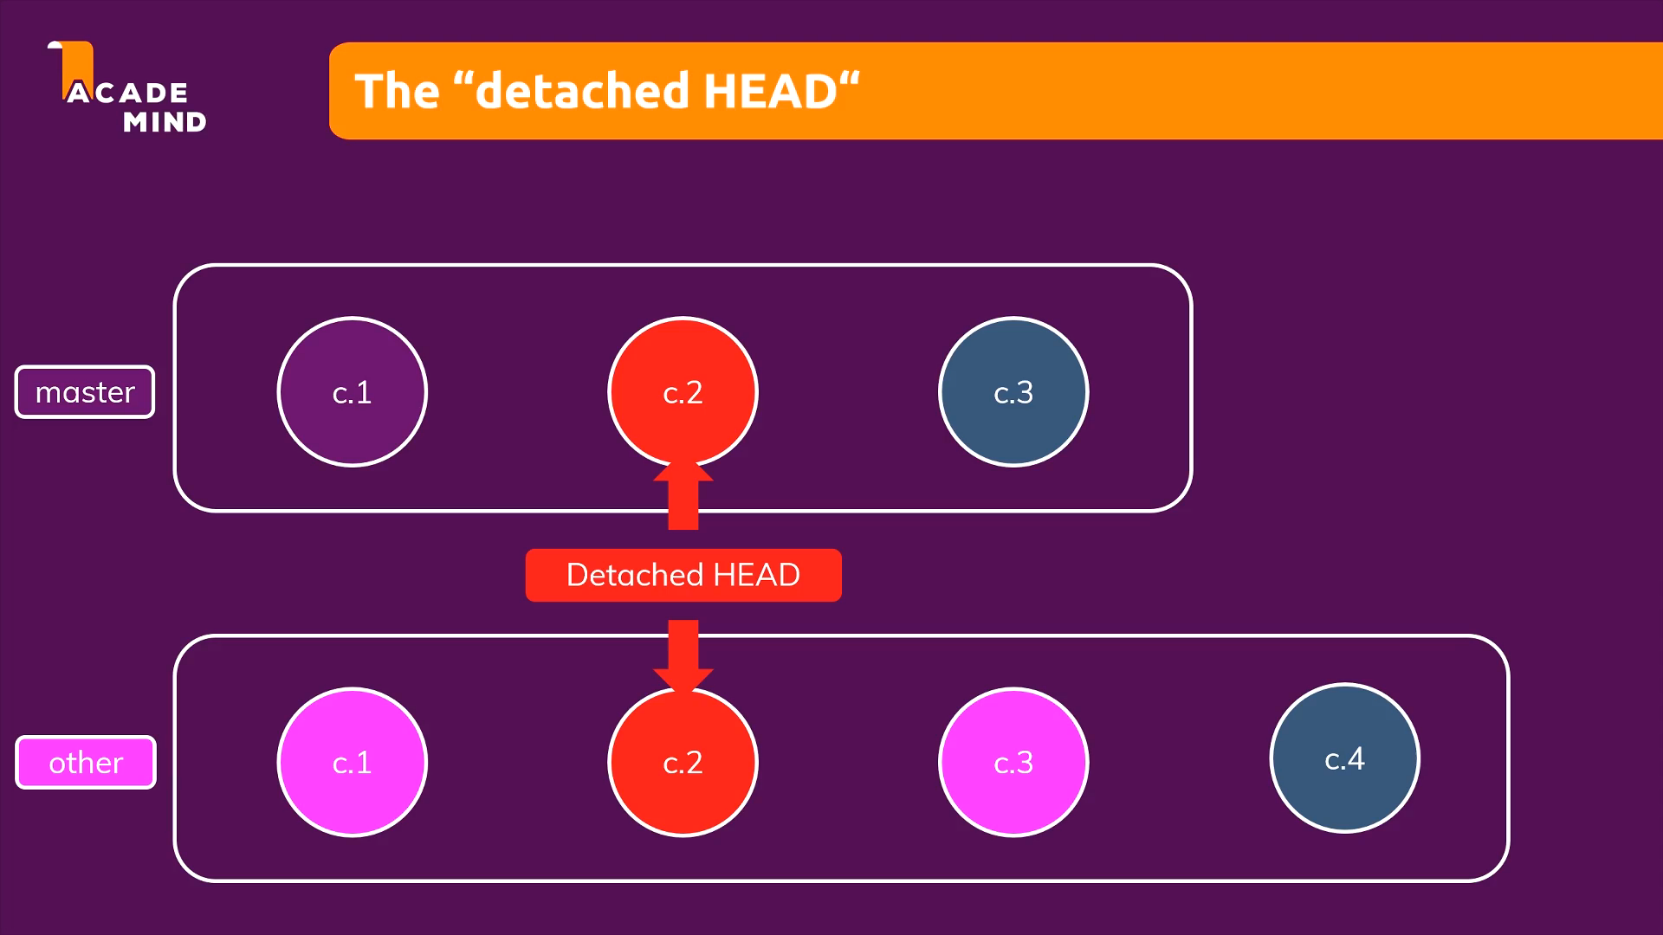 ACADE
MIND
The “detached HEAD“
master
c.1
c.2
c.3
Detached HEAD
other
c.1
c.2
c.3
c.4